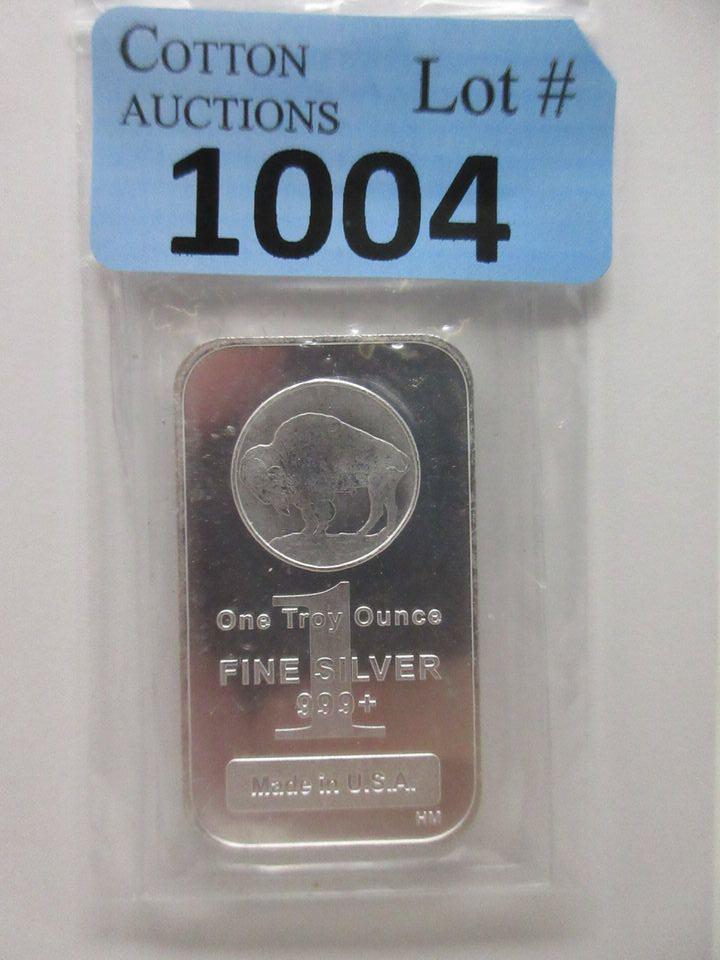 COTTON
AUCTIONS
Lot #
1004
1
One Troy Ounce
FINE SILVER
999+
Made in U.S.A.
HM